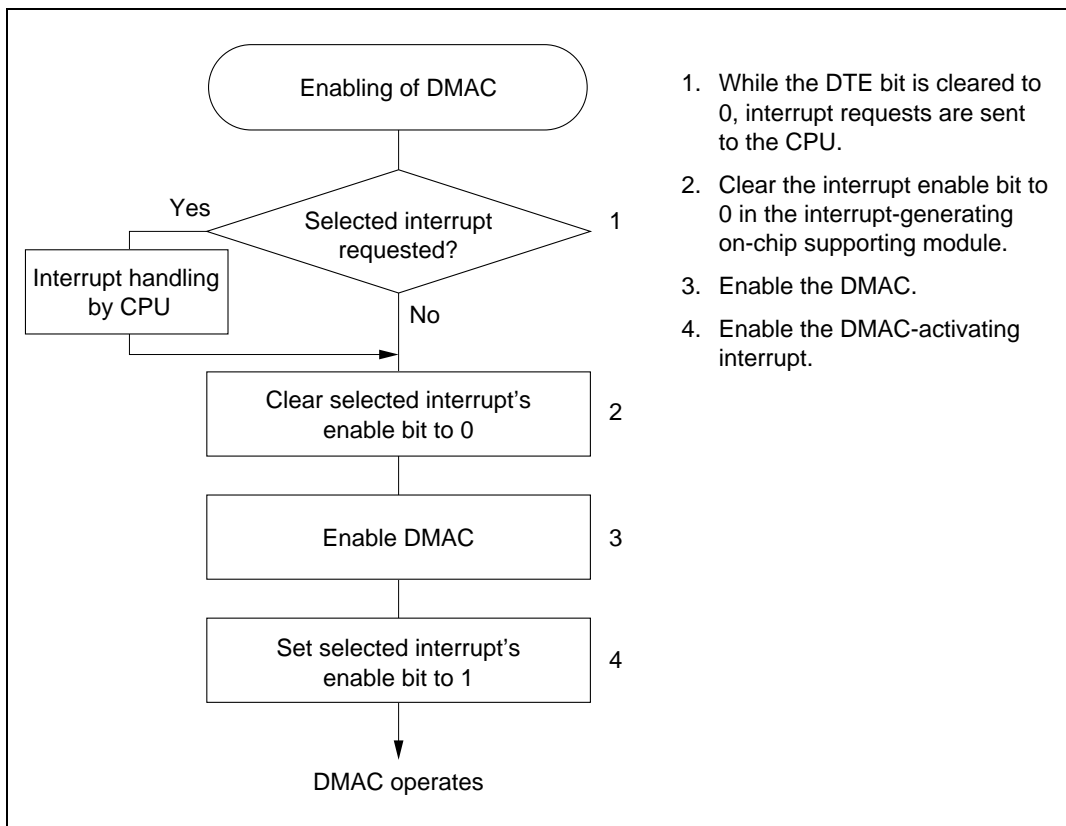 Enabling of DMAC
Yes
Selected interrupt
requested?
1
Interrupt handling
by CPU
No
Clear selected interrupt's
enable bit to 0
2
Enable DMAC
3
Set selected interrupt's
enable bit to 1
4
DMAC operates
1. While the DTE bit is cleared to
0, interrupt requests are sent
to the CPU.
2. Clear the interrupt enable bit to
0 in the interrupt-generating
on-chip supporting module.
3. Enable the DMAC.
4. Enable the DMAC-activating
interrupt.